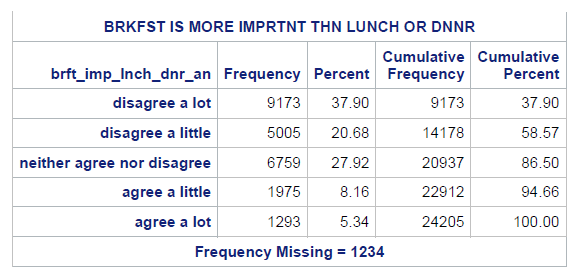 BRKFST IS MORE IMPRTNT THN LUNCH OR DNNR
brft_imp_lnch_dnr_an Frequency Percent Cumulative Frequency Cumulative Percent
disagree a lot 9173 37.90 9173 37.90
disagree a little 5005 20.68 14178 58.57
neither agree nor disagree 6759 27.92 20937 86.50
agree a little 1975 8.16 22912 94.66
agree a lot 1293 5.34 24205 100.00
Frequency Missing = 1234